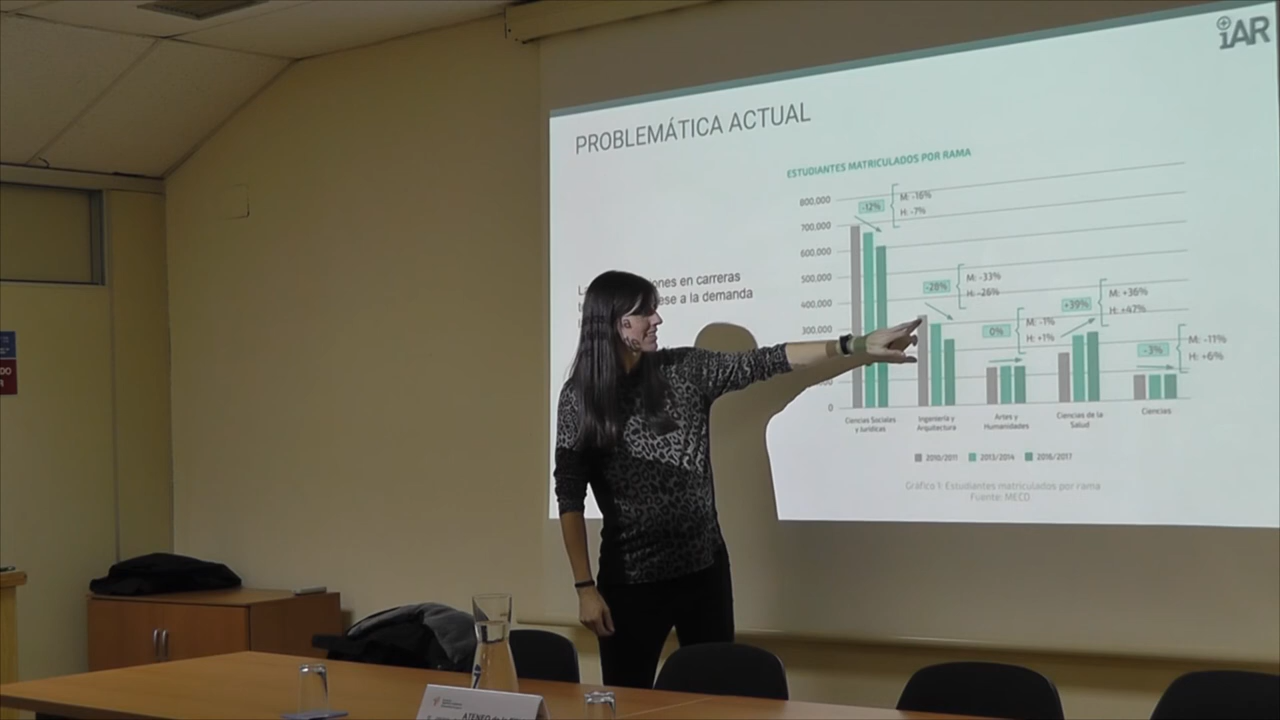 iAR
PROBLEMÁTICA ACTUAL
ESTUDIANTES MATRICULADOS POR RAMA
800,000
700,000
600,000
500,000
400,000
300,000
0
-12%
M: -16%
H: -7%
-28%
M: -33%
H: -26%
0%
M: -1%
H: +1%
+39%
M: +36%
H: +47%
-3%
M: -11%
H: +6%
en carreras
a la demanda
Ciencias Sociales
y Jurídicas
Ingeniería y
Arquitectura
Artes y
Humanidades
Ciencias de la
Salud
Ciencias
2010/2011 2013/2014 2016/2017
Gráfico 1: Estudiantes matriculados por rama
Fuente: MECD
ATENEO de la